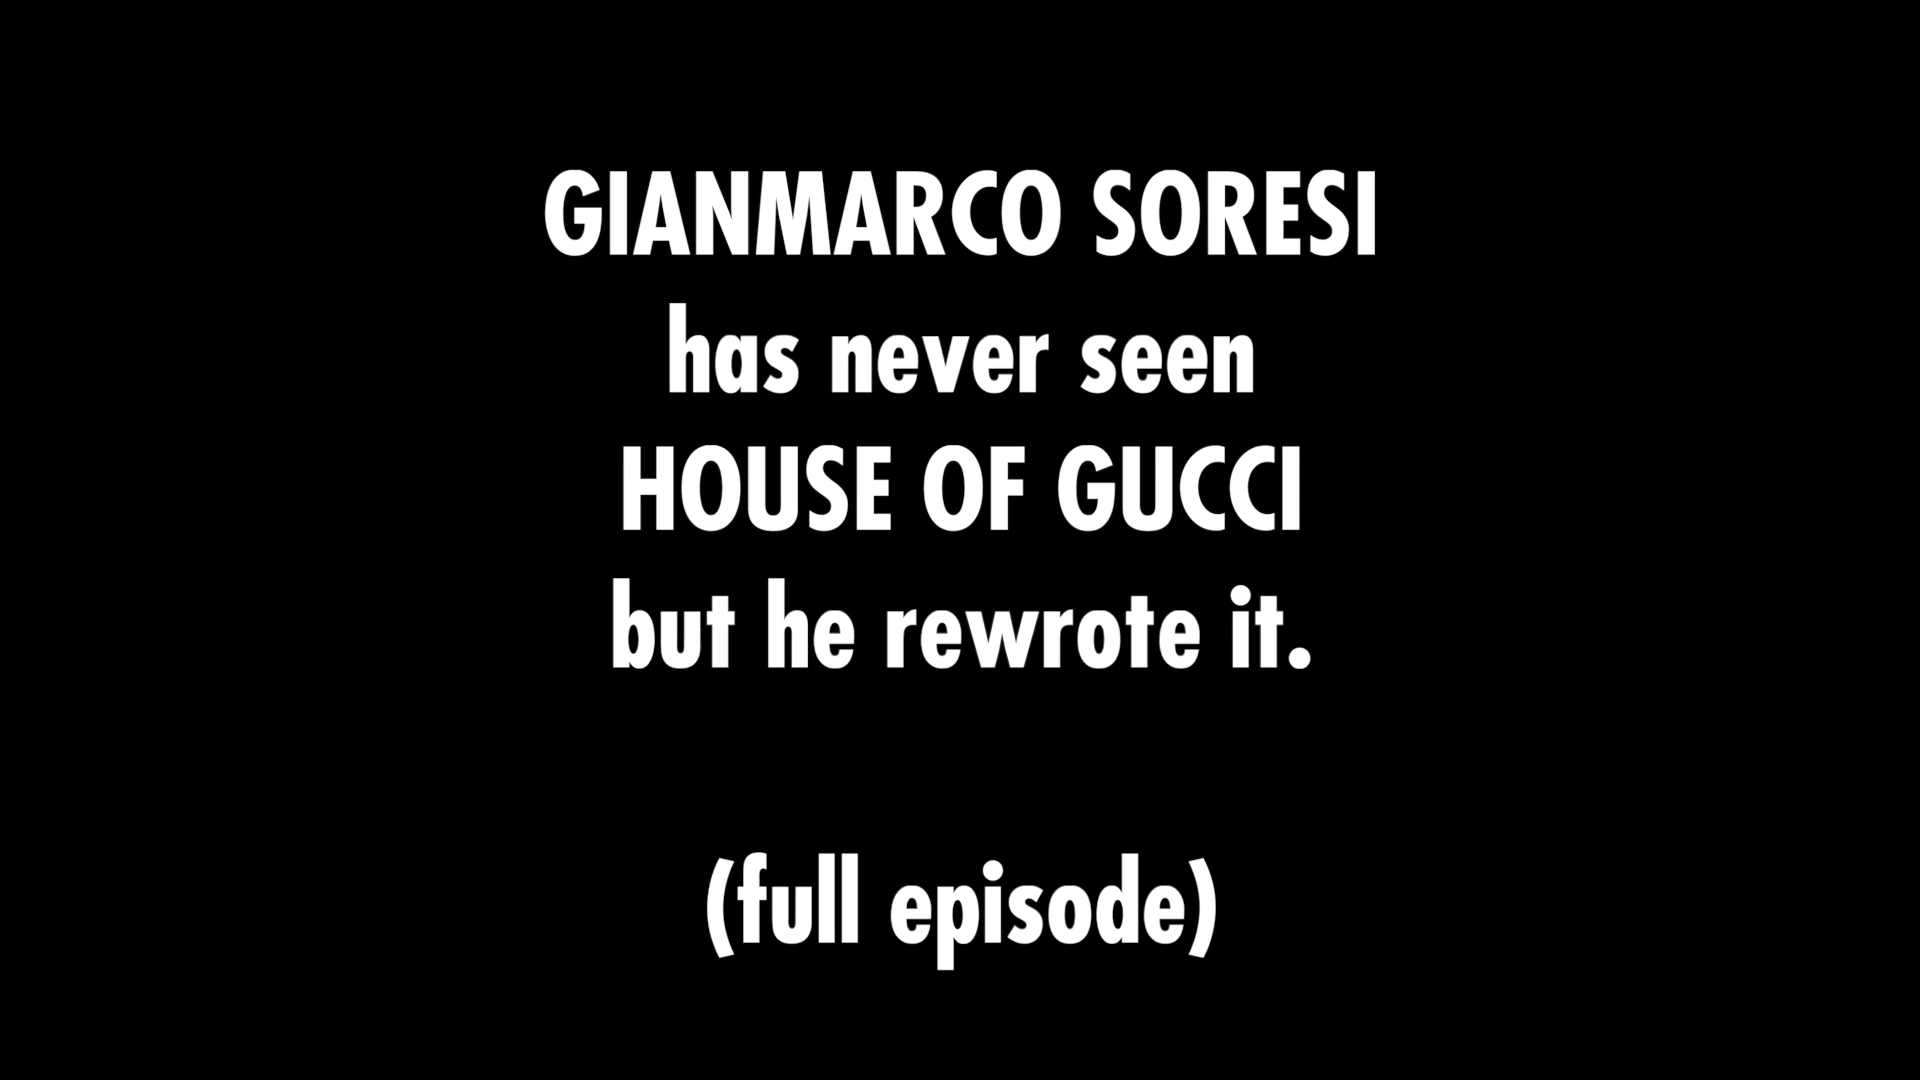 GIANMARCO SORESI
has never seen
HOUSE OF GUCCI
but he rewrote it.
(full episode)